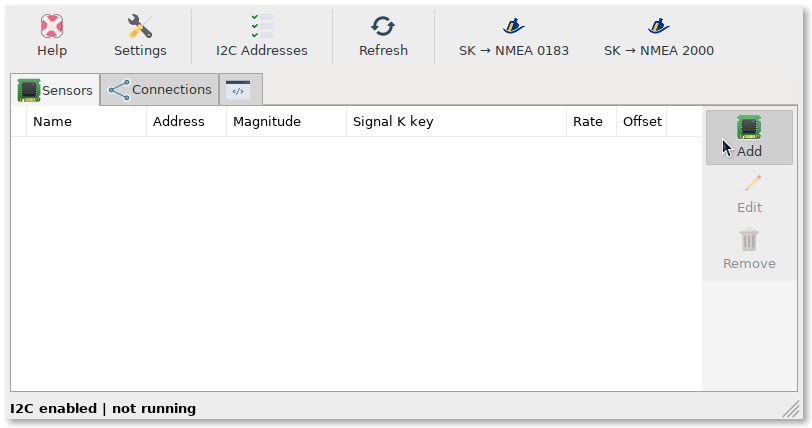 Help Settings I2C Addresses Refresh SK → NMEA 0183 SK → NMEA 2000
Sensors Connections </>
Name Address Magnitude Signal K key Rate Offset
Add
Edit
Remove
I2C enabled | not running